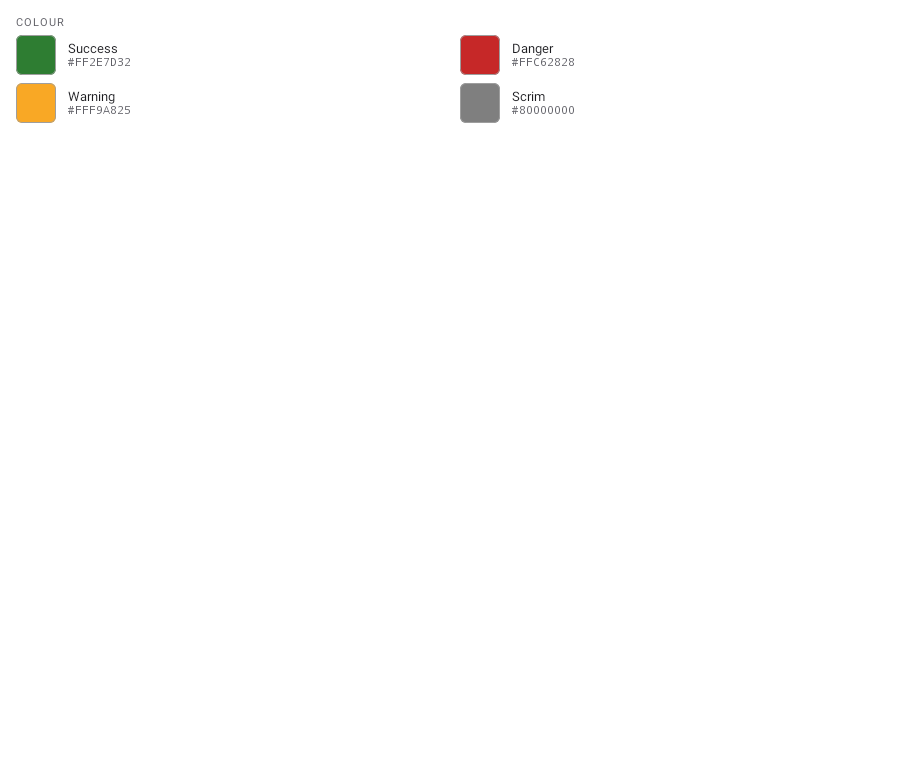 COLOUR
Success
#FF2E7D32
Danger
#FFC62828
Warning
#FFF9A825
Scrim
#80000000